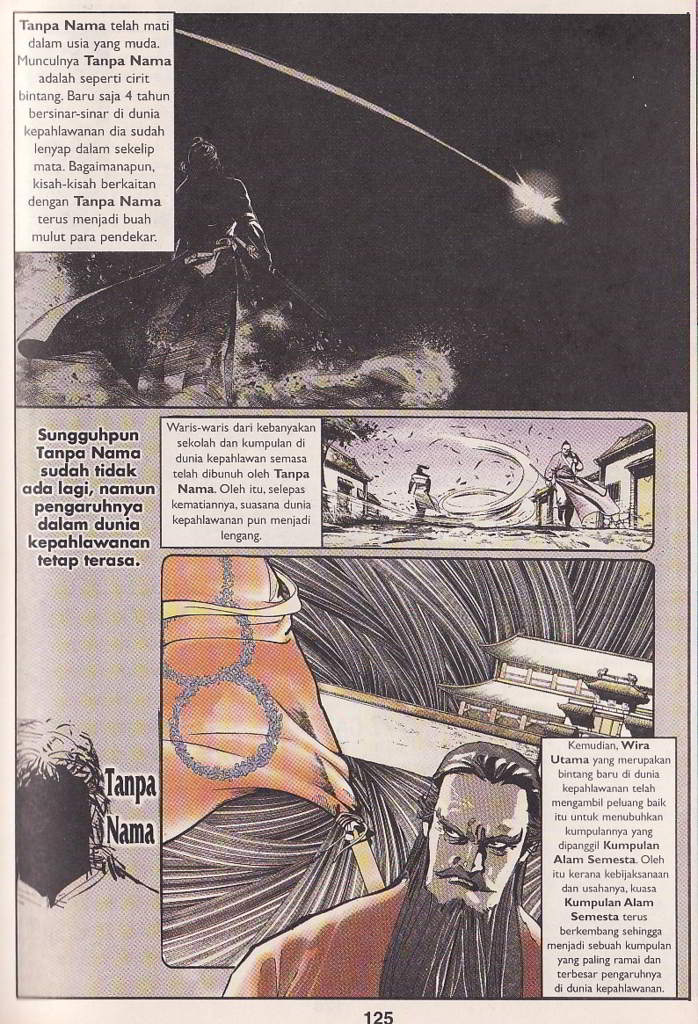 Tanpa Nama telah mati
dalam usia yang muda.
Munculnya Tanpa Nama
adalah seperti cirit
bintang. Baru saja 4 tahun
bersinar-sinar di dunia
kepahlawanan dia sudah
lenyap dalam sekelip
mata. Bagaimanapun,
kisah-kisah berkaitan
dengan Tanpa Nama
terus menjadi buah
mulut para pendekar.
Sungguhpun
Tanpa Nama
sudah tidak
ada lagi, namun
pengaruhnya
dalam dunia
kepahlawanan
tetap terasa.
Waris-waris dari kebanyakan
sekolah dan kumpulan di
dunia kepahlawan semasa
telah dibunuh oleh Tanpa
Nama. Oleh itu, selepas
kematiannya, suasana dunia
kepahlawanan pun menjadi
lengang.
Tanpa
Nama
Kemudian, Wira
Utama yang merupakan
bintang baru di dunia
kepahlawanan telah
mengambil peluang baik
itu untuk menubuhkan
kumpulannya yang
dipanggil Kumpulan
Alam Semesta. Oleh
itu kerana kebijaksanaan
dan usahanya, kuasa
Kumpulan Alam
Semesta terus
berkembang sehingga
menjadi sebuah kumpulan
yang paling ramai dan
terbesar pengaruhnya
di dunia kepahlawanan.
125